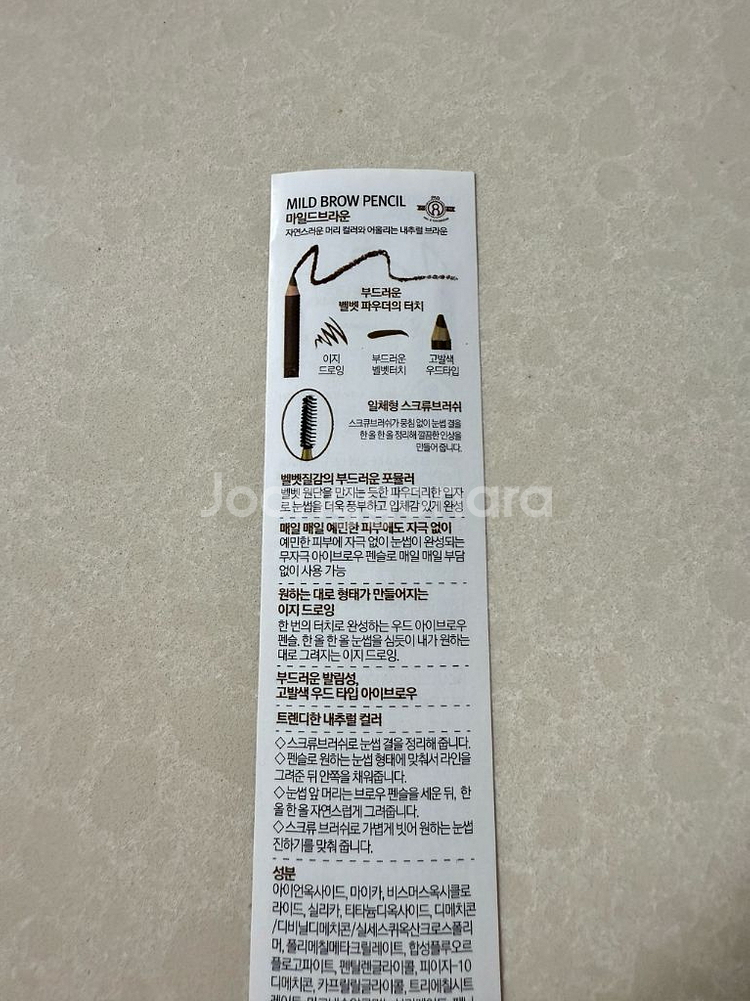 MILD BROW PENCIL
마일드브라운
자연스러운 머리 컬러와 어울리는 내추럴 브라운
부드러운
벨벳 파우더의 터치
이지
드로잉
부드러운
벨벳터치
고발색
우드타입
일체형 스크류브러쉬
스크류브러쉬가 뭉침 없이 눈썹 결을
한 올 한 올 정리해 깔끔한 인상을
만들어 줍니다.
벨벳질감의 부드러운 포뮬러
벨벳 원단을 만지는 듯한 파우더리한 입자
로 눈썹을 더욱 풍부하고 입체감 있게 완성
매일 매일 예민한 피부에도 자극 없이
예민한 피부에 자극 없이 눈썹이 완성되는
무자극 아이브로우 펜슬로 매일 매일 부담
없이 사용 가능
원하는 대로 형태가 만들어지는
이지 드로잉
한 번의 터치로 완성하는 우드 아이브로우
펜슬. 한 올 한 올 눈썹을 심듯이 내가 원하는
대로 그려지는 이지 드로잉.
부드러운 발림성,
고발색 우드 타입 아이브로우
트렌디한 내추럴 컬러
◇스크류브러쉬로 눈썹 결을 정리해 줍니다.
◇펜슬로 원하는 눈썹 형태에 맞춰서 라인을
그려준 뒤 안쪽을 채워줍니다.
◇눈썹 앞 머리는 브로우 펜슬을 세운 뒤, 한
올 한 올 자연스럽게 그려줍니다.
◇스크류 브러쉬로 가볍게 빗어 원하는 눈썹
진하기를 맞춰 줍니다.
성분
아이언옥사이드, 마이카, 비스머스옥시클로
라이드, 실리카, 티타늄디옥사이드, 디메치콘
/디비닐디메치콘/실세스퀴옥산크로스폴리
머, 폴리메칠메타크릴레이트, 합성플루오르
플로고파이트, 펜틸렌글라이콜, 피이자-10
디메치콘, 카프릴릴글라이콜, 트리에칠시트